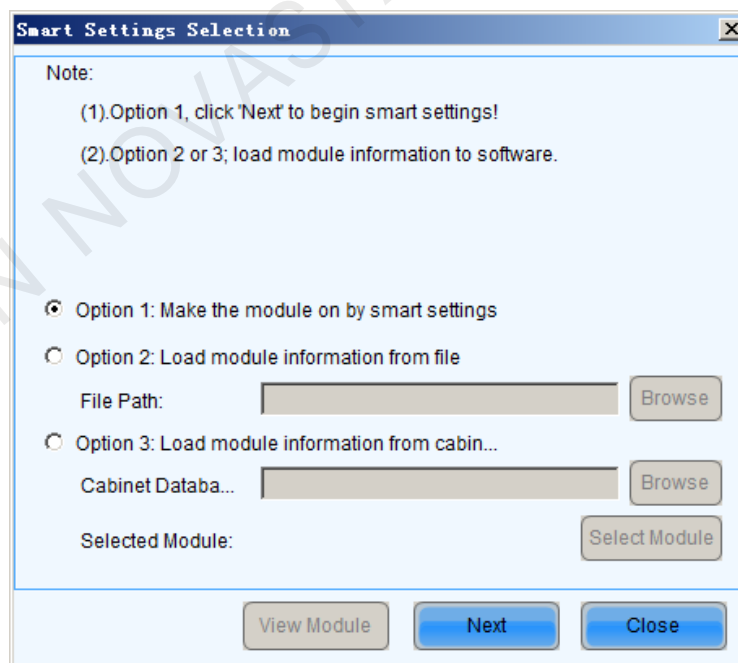 Smart Settings Selection
Note:
(1).Option 1, click 'Next' to begin smart settings!
(2).Option 2 or 3; load module information to software.
Option 1: Make the module on by smart settings
Option 2: Load module information from file
File Path:
Browse
Option 3: Load module information from cabin...
Cabinet Databa...
Browse
Selected Module:
Select Module
View Module
Next
Close
N NOVAST